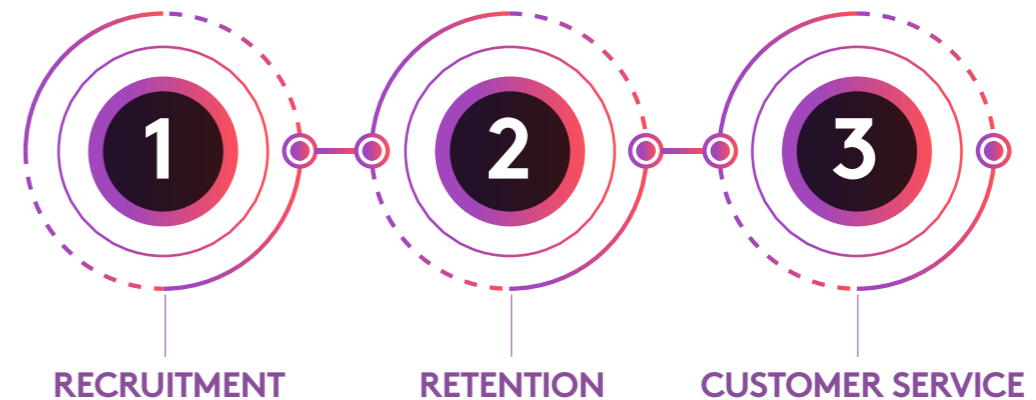 1
2
3
RECRUITMENT
RETENTION
CUSTOMER SERVICE